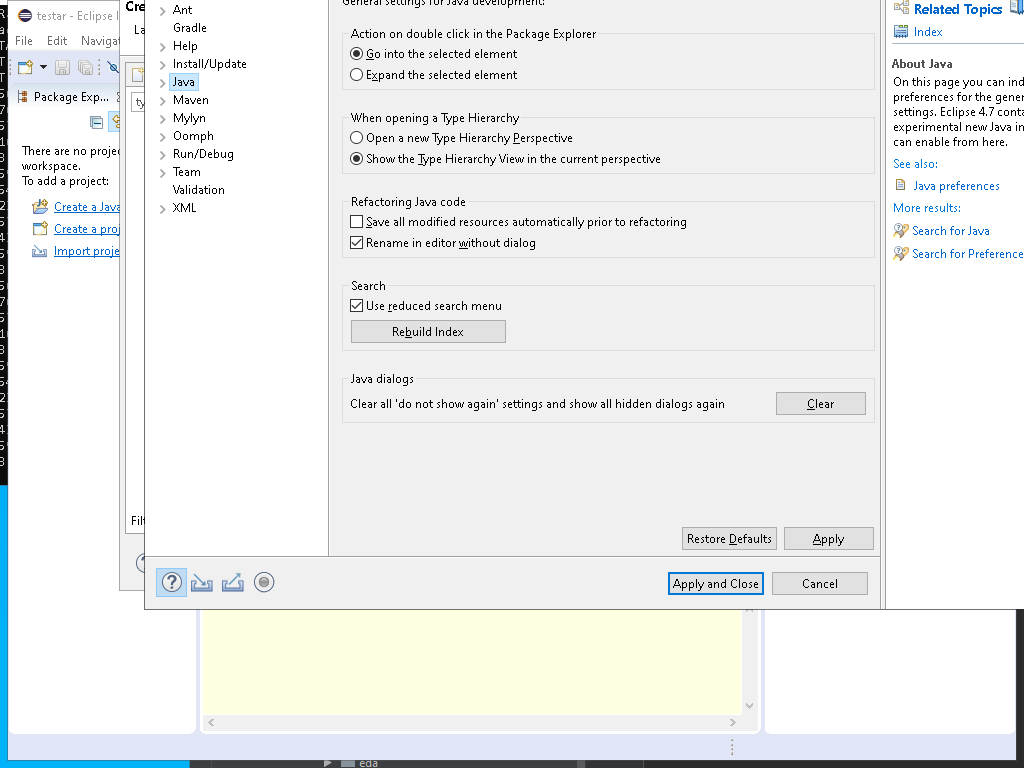 testar - Eclipse I
File Edit Navigat
Package Exp...
There are no projec
workspace.
To add a project:
Create a Java
Create a proj
Import proje
Cre
La
ty
Filt
Ant
Gradle
Help
Install/Update
Java
Maven
Mylyn
Oomph
Run/Debug
Team
Validation
XML
General settings for Java development:
Action on double click in the Package Explorer
Go into the selected element
Expand the selected element
When opening a Type Hierarchy
Open a new Type Hierarchy Perspective
Show the Type Hierarchy View in the current perspective
Refactoring Java code
Save all modified resources automatically prior to refactoring
Rename in editor without dialog
Search
Use reduced search menu
Rebuild Index
Java dialogs
Clear all 'do not show again' settings and show all hidden dialogs again
Clear
Restore Defaults Apply
Apply and Close Cancel
Related Topics
Index
About Java
On this page you can ind
preferences for the gener
settings. Eclipse 4.7 conta
experimental new Java in
can enable from here.
See also:
Java preferences
More results:
Search for Java
Search for Preference
eda